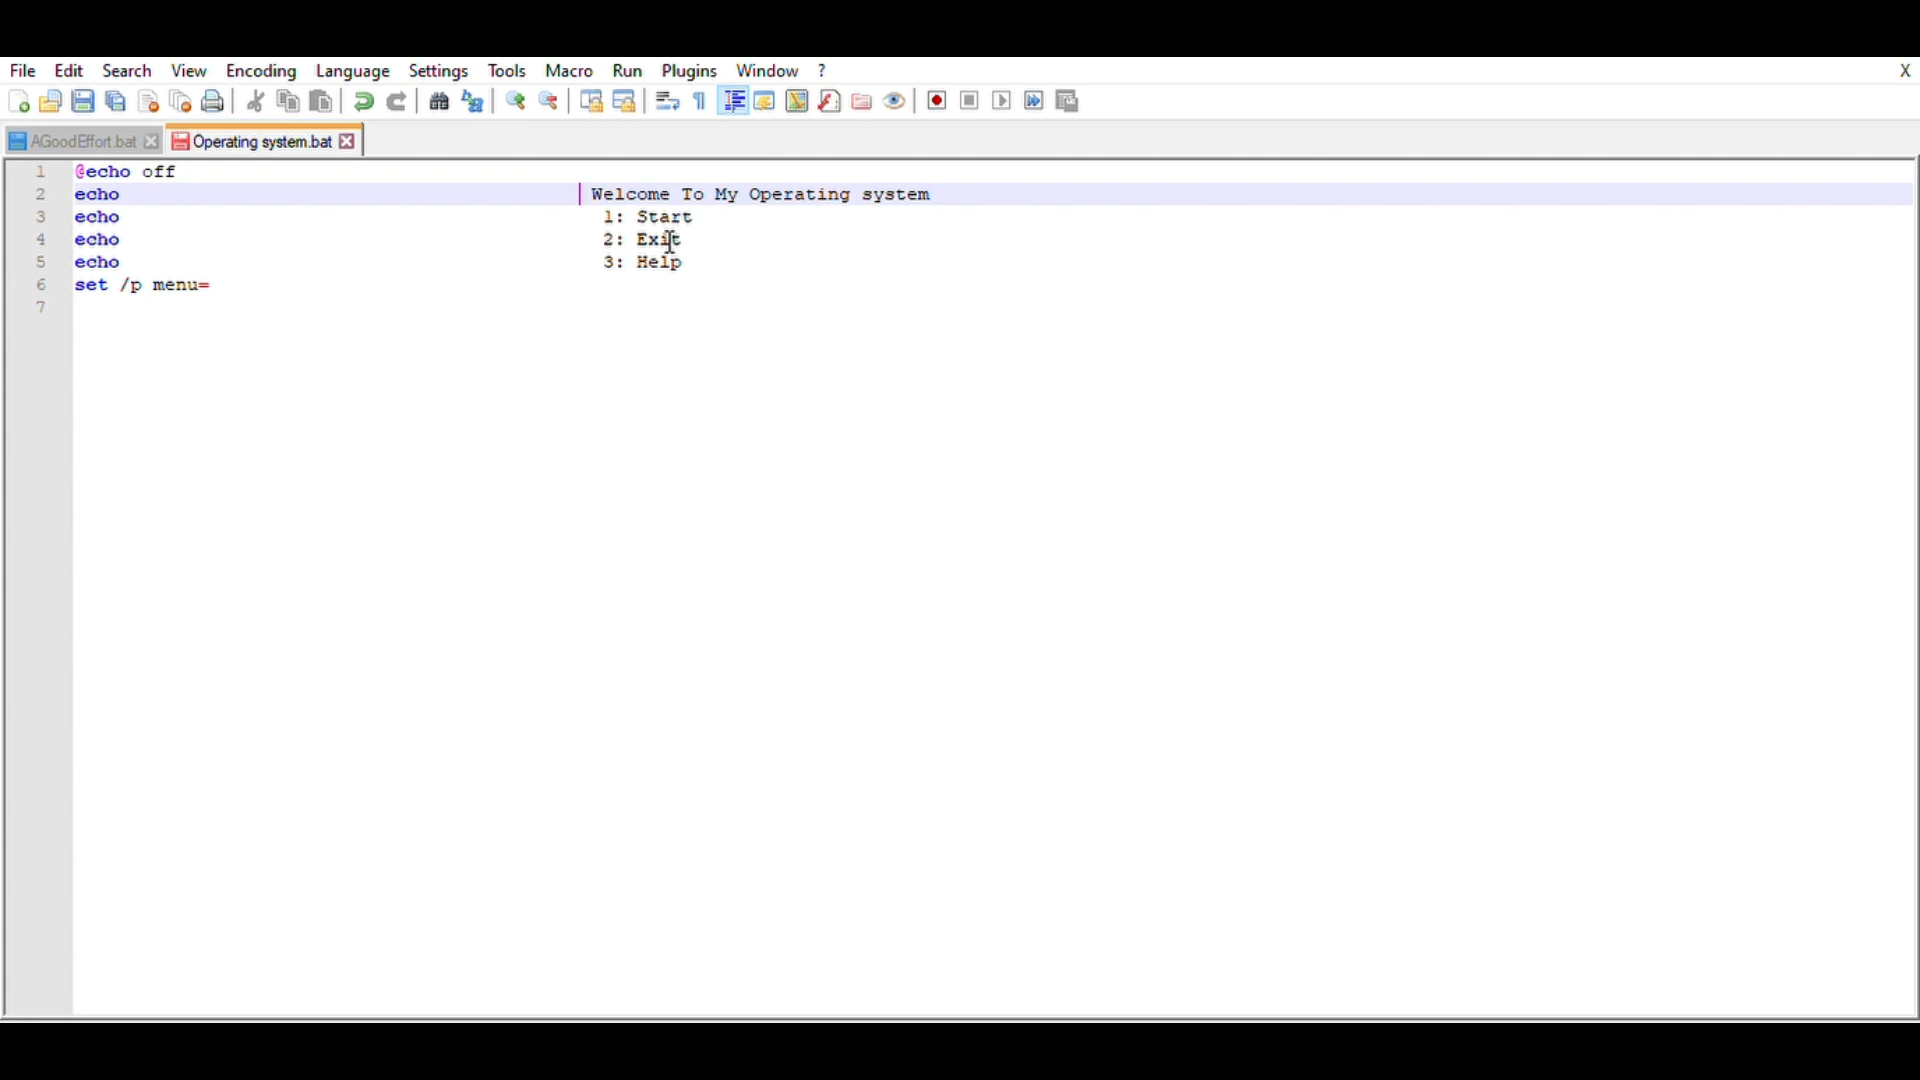 File Edit Search View Encoding Language Settings Tools Macro Run Plugins Window ? X
AGoodEffort.bat Operating system.bat
1 @echo off
2 echo Welcome To My Operating system
3 echo 1: Start
4 echo 2: Exit
5 echo 3: Help
6 set /p menu=
7